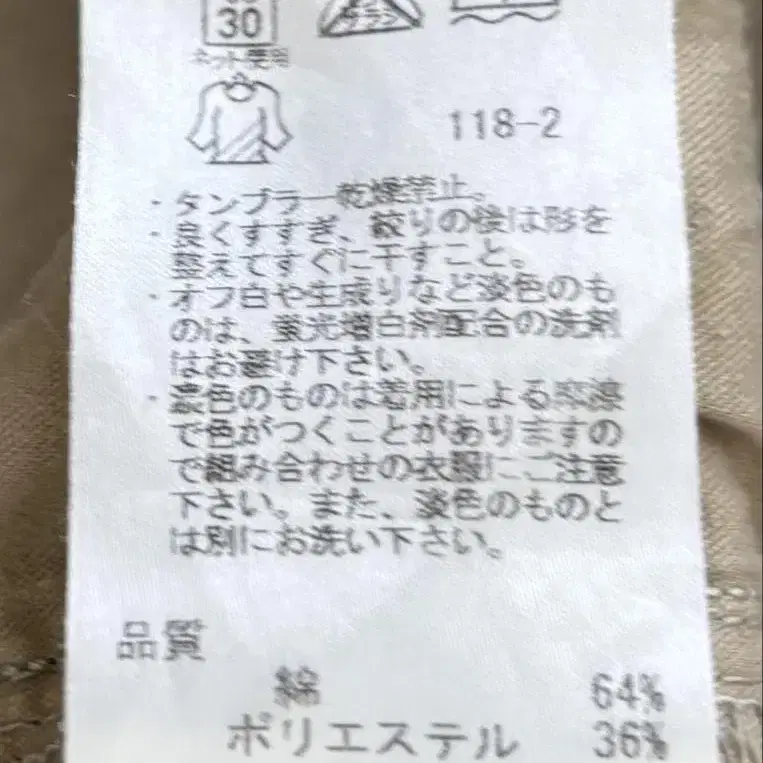 30
エンソ
サラシ
ネット使用
118-2
・タンブラー乾燥禁止。
・良くすすぎ、絞りの後は形を
整えてすぐに干すこと。
・オフ白や生成りなど淡色のも
のは、蛍光増白剤配合の洗剤
はお避け下さい。
・濃色のものは着用による摩擦
で色がつくことがありますの
で組み合わせの衣服にご注意
下さい。また、淡色のものと
は別にお洗い下さい。
品質
綿 64%
ポリエステル 36%